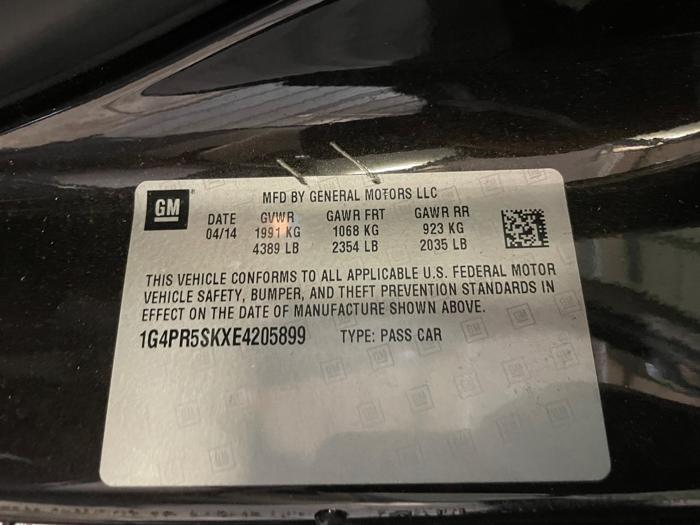 GM
MFD BY GENERAL MOTORS LLC
DATE GVWR GAWR FRT GAWR RR
04/14 1991 KG 1068 KG 923 KG
4389 LB 2354 LB 2035 LB
THIS VEHICLE CONFORMS TO ALL APPLICABLE U.S. FEDERAL MOTOR
VEHICLE SAFETY, BUMPER, AND THEFT PREVENTION STANDARDS IN
EFFECT ON THE DATE OF MANUFACTURE SHOWN ABOVE.
1G4PR5SKXE4205899 TYPE: PASS CAR